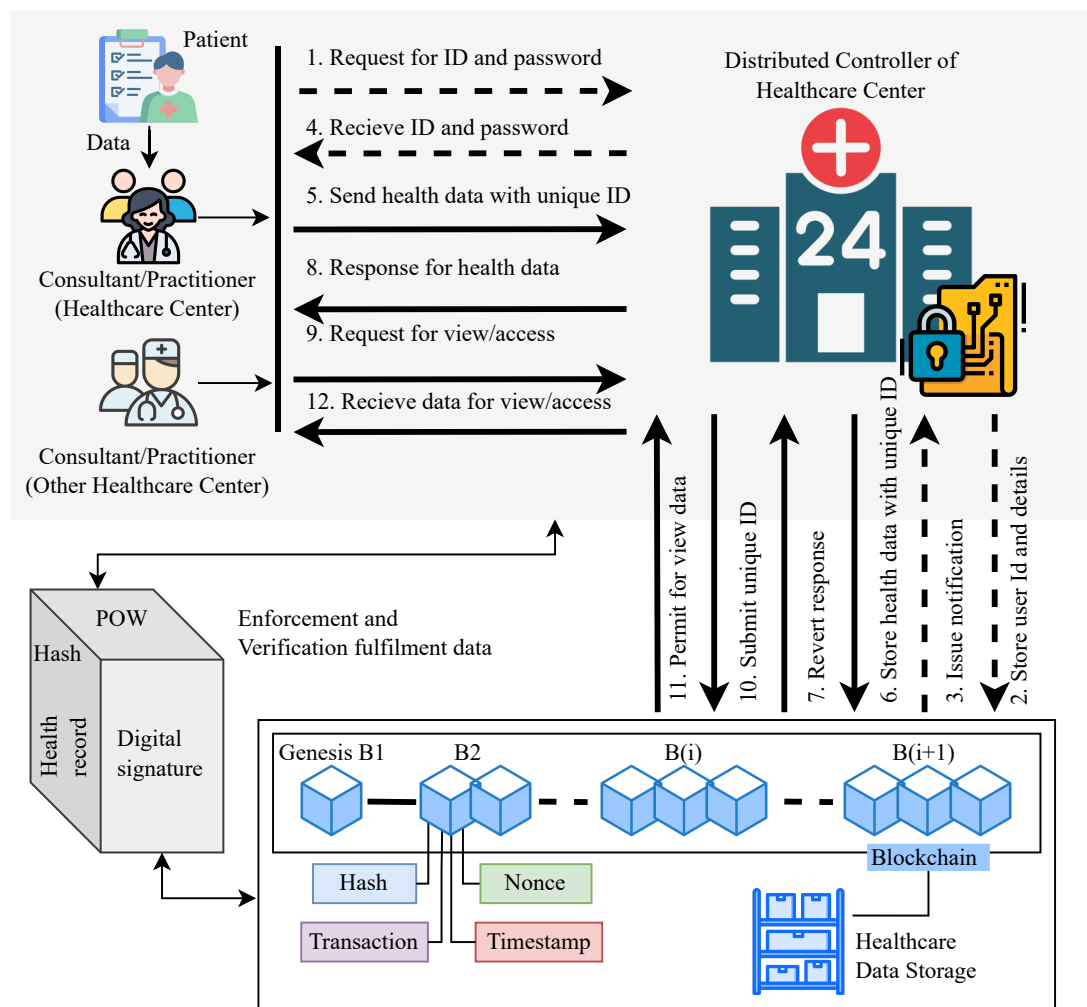 Patient
Data
Consultant/Practitioner
(Healthcare Center)
Consultant/Practitioner
(Other Healthcare Center)
1. Request for ID and password
4. Recieve ID and password
5. Send health data with unique ID
8. Response for health data
9. Request for view/access
12. Recieve data for view/access
Distributed Controller of
Healthcare Center
24
11. Permit for view data
10. Submit unique ID
7. Revert response
6. Store health data with unique ID
3. Issue notification
2. Store user Id and details
POW
Hash
Health
record
Digital
signature
Enforcement and
Verification fulfilment data
Genesis B1
B2
B(i)
B(i+1)
Blockchain
Hash
Nonce
Transaction
Timestamp
Healthcare
Data Storage